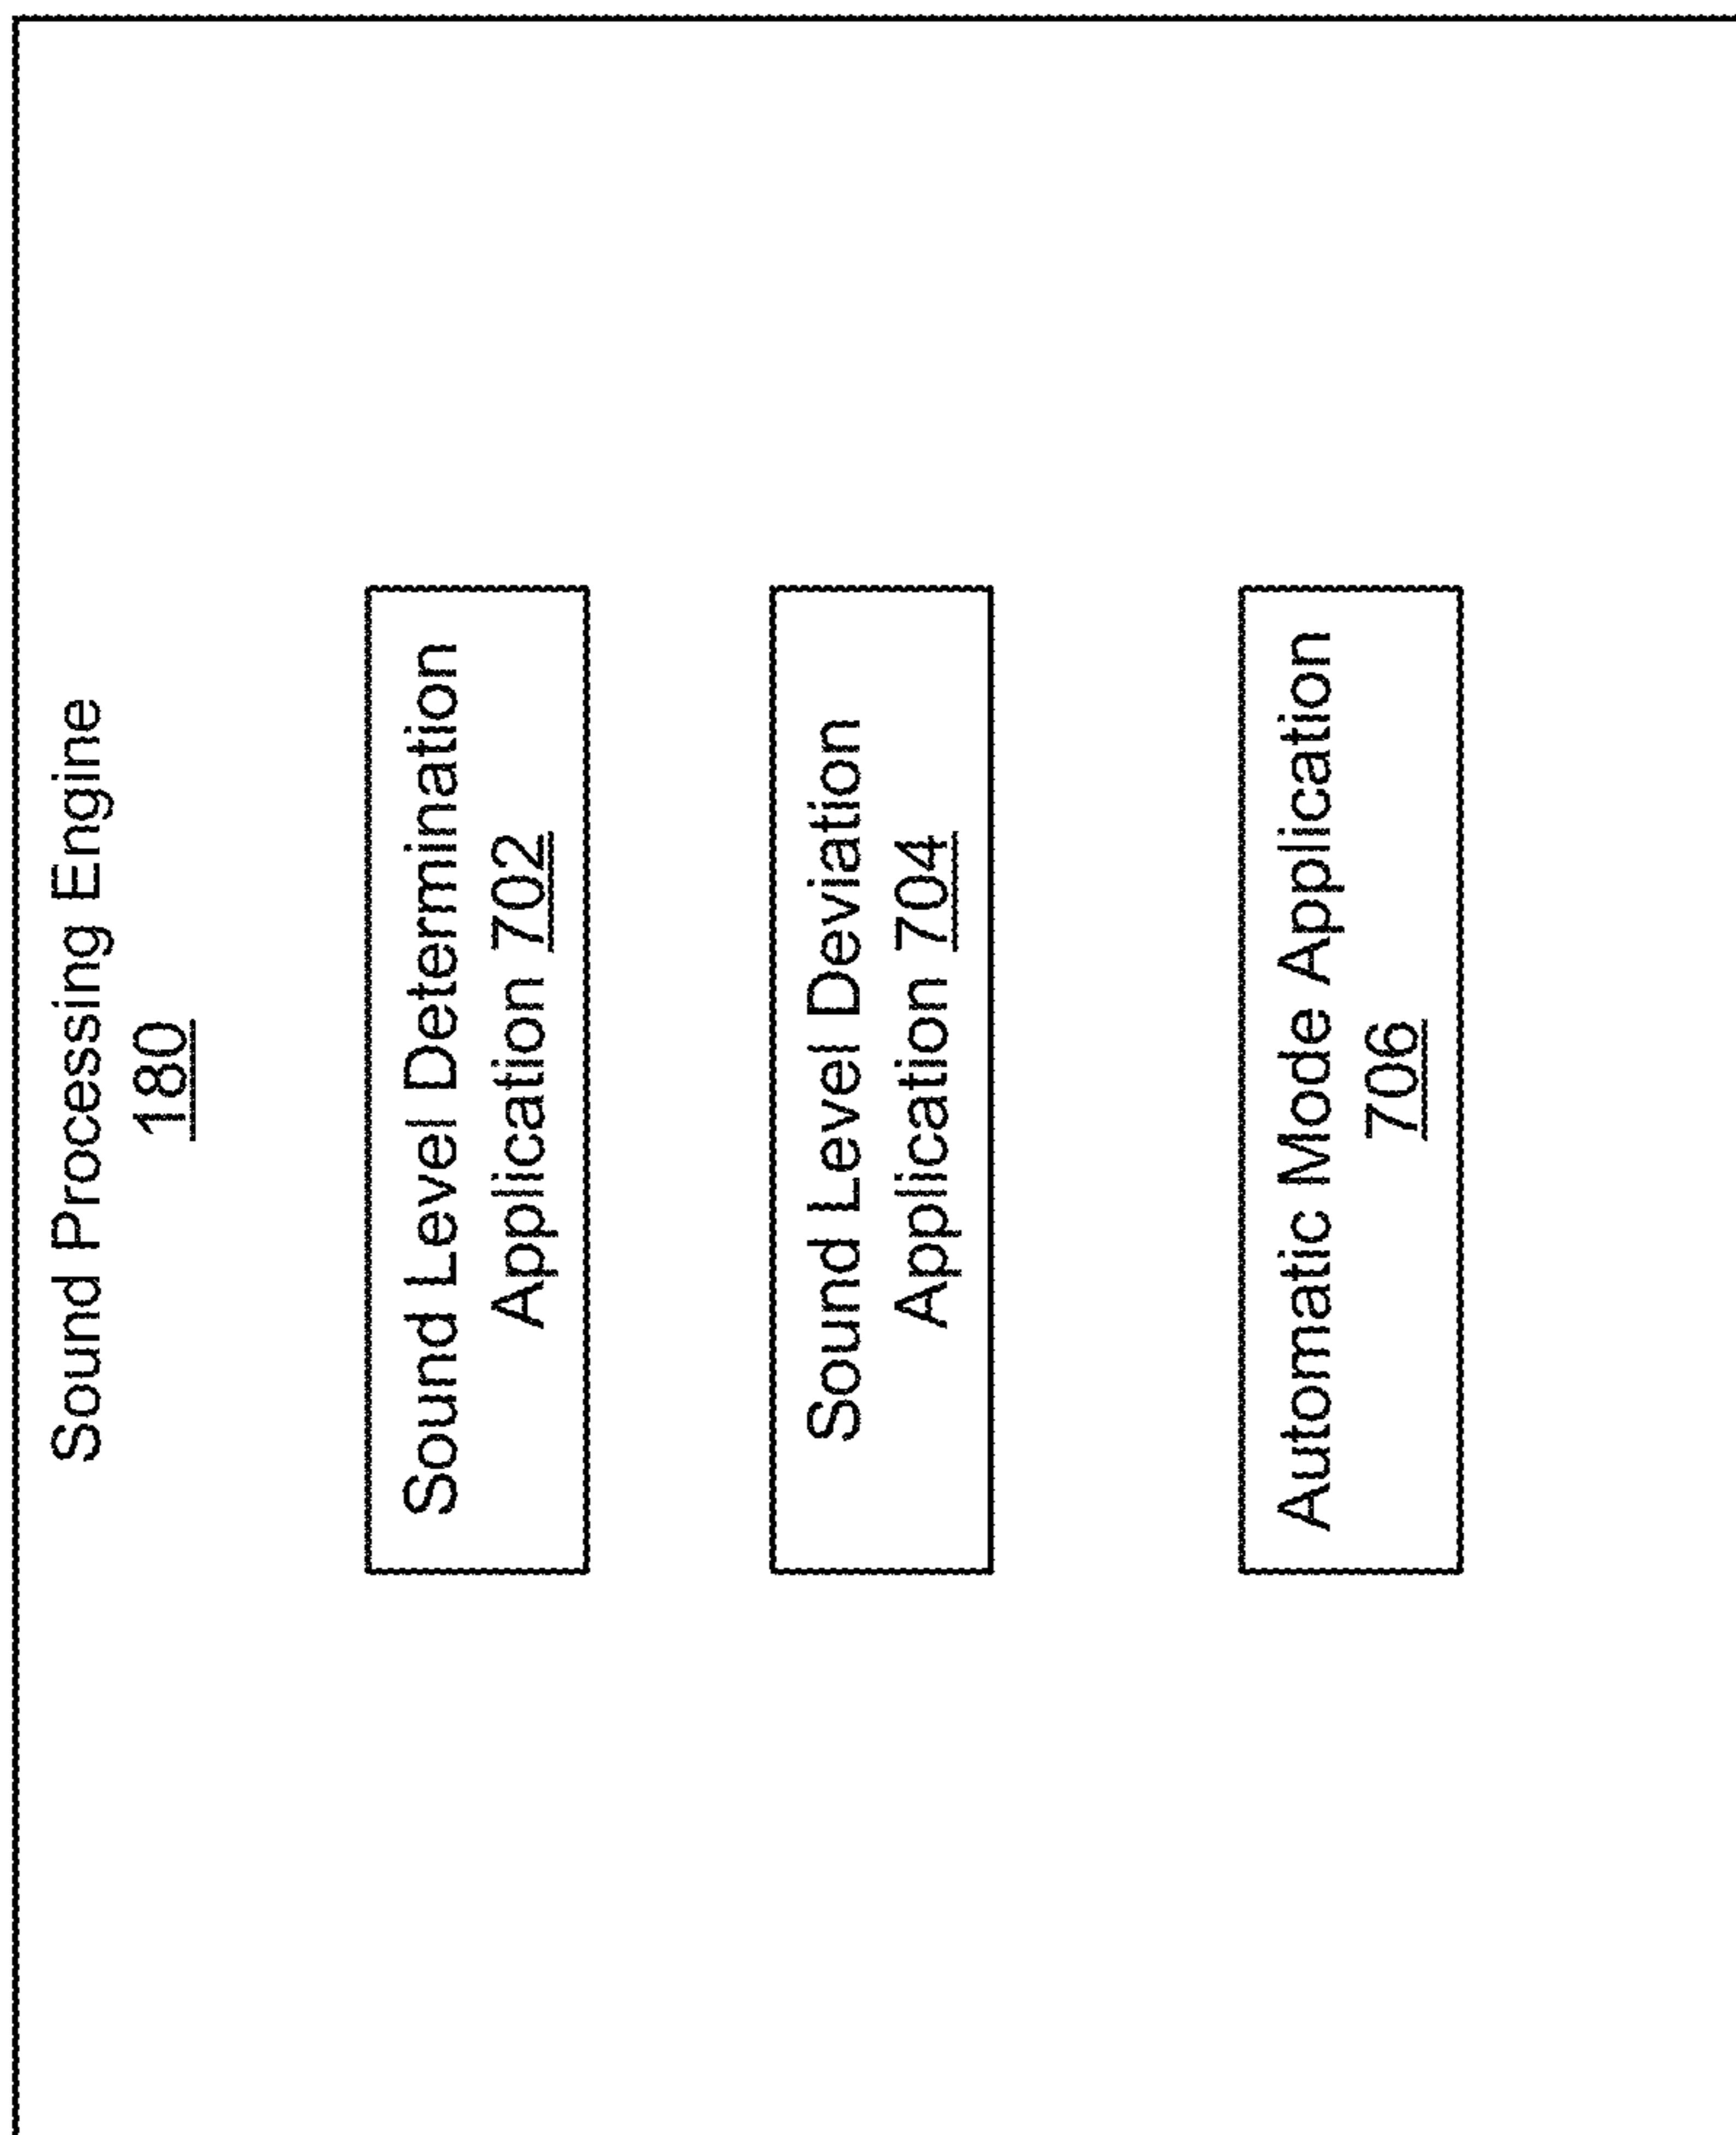 Sound Processing Engine
180
Sound Level Determination
Application 702
Sound Level Deviation
Application 704
Automatic Mode Application
706